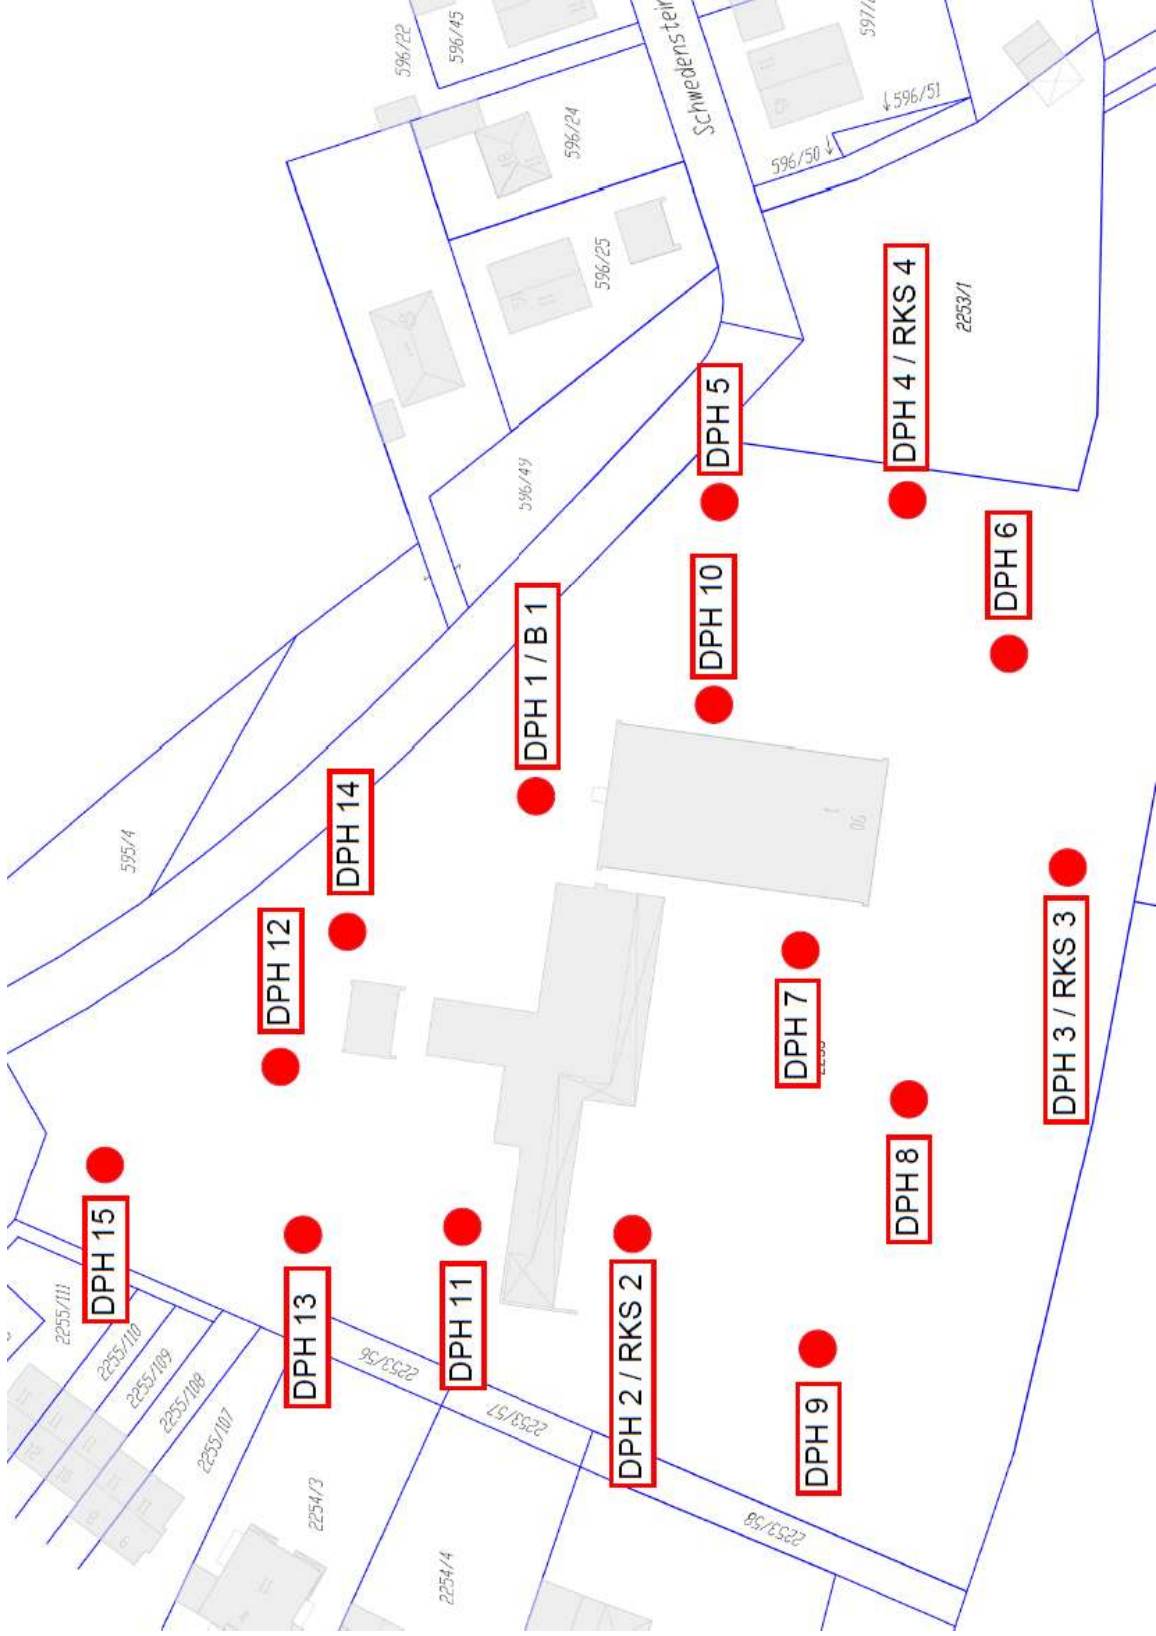 596/22
596/45
Schwedenstein
596/24
596/51
596/50
596/25
2253/1
DPH 4 / RKS 4
DPH 5
596/49
DPH 6
DPH 10
DPH 1 / B 1
595/4
DPH 14
DPH 12
DPH 3 / RKS 3
DPH 7
DPH 8
DPH 15
2255/111
2255/110
2255/109
2255/108
2255/107
DPH 13
2253/56
DPH 11
2253/57
DPH 2 / RKS 2
DPH 9
2254/3
2253/58
2254/4